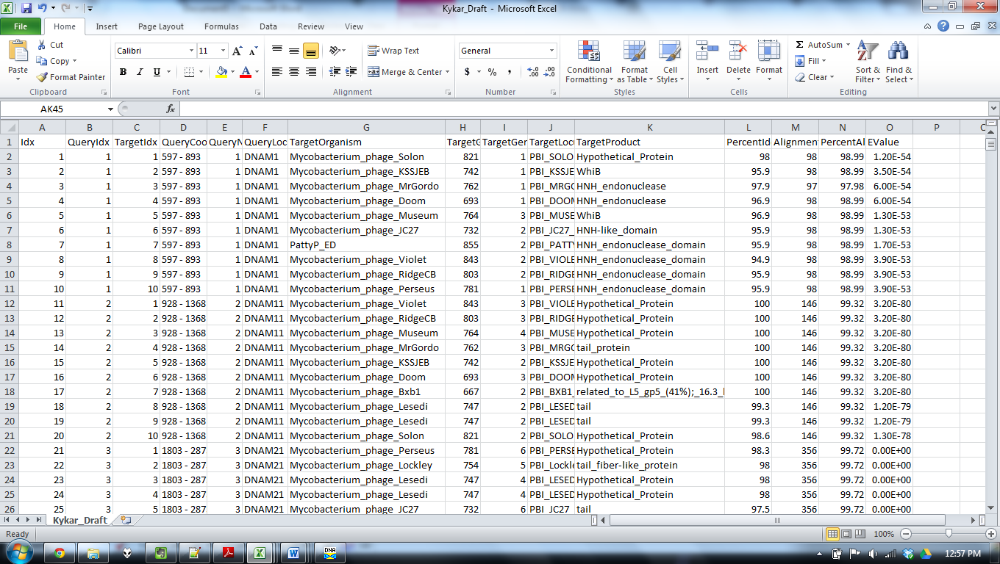 Kykar_Draft - Microsoft Excel
File Home Insert Page Layout Formulas Data Review View
Paste Cut Copy Format Painter Clipboard
Calibri 11 B I U A Font
Wrap Text Merge & Center Alignment
General $ % , Number
Conditional Formatting Format as Table Cell Styles Styles
Insert Delete Format Cells
AutoSum Fill Clear Sort & Filter Find & Select Editing
AK45 fx
A B C D E F G H I J K L M N O P
1 Idx QueryIdx TargetIdx QueryCoo QueryN QueryLoc TargetOrganism TargetG TargetGer TargetLocu TargetProduct PercentId Alignment PercentAl EValue
2 1 1 1 597 - 893 1 DNAM1 Mycobacterium_phage_Solon 821 1 PBI_SOLO Hypothetical_Protein 98 98 98.99 1.20E-54
3 2 1 2 597 - 893 1 DNAM1 Mycobacterium_phage_KSSJEB 742 1 PBI_KSSJE WhiB 95.9 98 98.99 3.50E-54
4 3 1 3 597 - 893 1 DNAM1 Mycobacterium_phage_MrGordo 762 1 PBI_MRGO HNH_endonuclease 97.9 97 97.98 6.00E-54
5 4 1 4 597 - 893 1 DNAM1 Mycobacterium_phage_Doom 693 1 PBI_DOOM HNH_endonuclease 96.9 98 98.99 6.00E-54
6 5 1 5 597 - 893 1 DNAM1 Mycobacterium_phage_Museum 764 3 PBI_MUSE WhiB 96.9 98 98.99 1.30E-53
7 6 1 6 597 - 893 1 DNAM1 Mycobacterium_phage_JC27 732 2 PBI_JC27_ HNH-like_domain 95.9 98 98.99 1.30E-53
8 7 1 7 597 - 893 1 DNAM1 PattyP_ED 855 2 PBI_PATTY HNH_endonuclease_domain 95.9 98 98.99 1.70E-53
9 8 1 8 597 - 893 1 DNAM1 Mycobacterium_phage_Violet 843 2 PBI_VIOLE HNH_endonuclease_domain 94.9 98 98.99 3.90E-53
10 9 1 9 597 - 893 1 DNAM1 Mycobacterium_phage_RidgeCB 803 2 PBI_RIDGE HNH_endonuclease_domain 95.9 98 98.99 3.90E-53
11 10 1 10 597 - 893 1 DNAM1 Mycobacterium_phage_Perseus 781 1 PBI_PERSE HNH_endonuclease_domain 95.9 98 98.99 3.90E-53
12 11 2 1 928 - 1368 2 DNAM11 Mycobacterium_phage_Violet 843 3 PBI_VIOLE Hypothetical_Protein 100 146 99.32 3.20E-80
13 12 2 2 928 - 1368 2 DNAM11 Mycobacterium_phage_RidgeCB 803 3 PBI_RIDGE Hypothetical_Protein 100 146 99.32 3.20E-80
14 13 2 3 928 - 1368 2 DNAM11 Mycobacterium_phage_Museum 764 4 PBI_MUSE Hypothetical_Protein 100 146 99.32 3.20E-80
15 14 2 4 928 - 1368 2 DNAM11 Mycobacterium_phage_MrGordo 762 3 PBI_MRGO tail_protein 100 146 99.32 3.20E-80
16 15 2 5 928 - 1368 2 DNAM11 Mycobacterium_phage_KSSJEB 742 2 PBI_KSSJE Hypothetical_Protein 100 146 99.32 3.20E-80
17 16 2 6 928 - 1368 2 DNAM11 Mycobacterium_phage_Doom 693 3 PBI_DOOM Hypothetical_Protein 100 146 99.32 3.20E-80
18 17 2 7 928 - 1368 2 DNAM11 Mycobacterium_phage_Bxb1 667 2 PBI_BXB1_ related_to_L5_gp5_(41%);_16.3_ 100 146 99.32 3.20E-80
19 18 2 8 928 - 1368 2 DNAM11 Mycobacterium_phage_Lesedi 747 2 PBI_LESED tail 99.3 146 99.32 1.20E-79
20 19 2 9 928 - 1368 2 DNAM11 Mycobacterium_phage_Lesedi 747 2 PBI_LESED tail 99.3 146 99.32 1.20E-79
21 20 2 10 928 - 1368 2 DNAM11 Mycobacterium_phage_Solon 821 2 PBI_SOLO Hypothetical_Protein 98.6 146 99.32 1.30E-78
22 21 3 1 1803 - 287 3 DNAM21 Mycobacterium_phage_Perseus 781 6 PBI_PERSE Hypothetical_Protein 98.3 356 99.72 0.00E+00
23 22 3 2 1803 - 287 3 DNAM21 Mycobacterium_phage_Lockley 754 5 PBI_Lockle tail_fiber-like_protein 98 356 99.72 0.00E+00
24 23 3 3 1803 - 287 3 DNAM21 Mycobacterium_phage_Lesedi 747 4 PBI_LESED Hypothetical_Protein 98 356 99.72 0.00E+00
25 24 3 4 1803 - 287 3 DNAM21 Mycobacterium_phage_Lesedi 747 4 PBI_LESED Hypothetical_Protein 98 356 99.72 0.00E+00
26 25 3 5 1803 - 287 3 DNAM21 Mycobacterium_phage_JC27 732 6 PBI_JC27_ tail 97.5 356 99.72 0.00E+00
Kykar_Draft
Ready 100%
DNA 12:57 PM